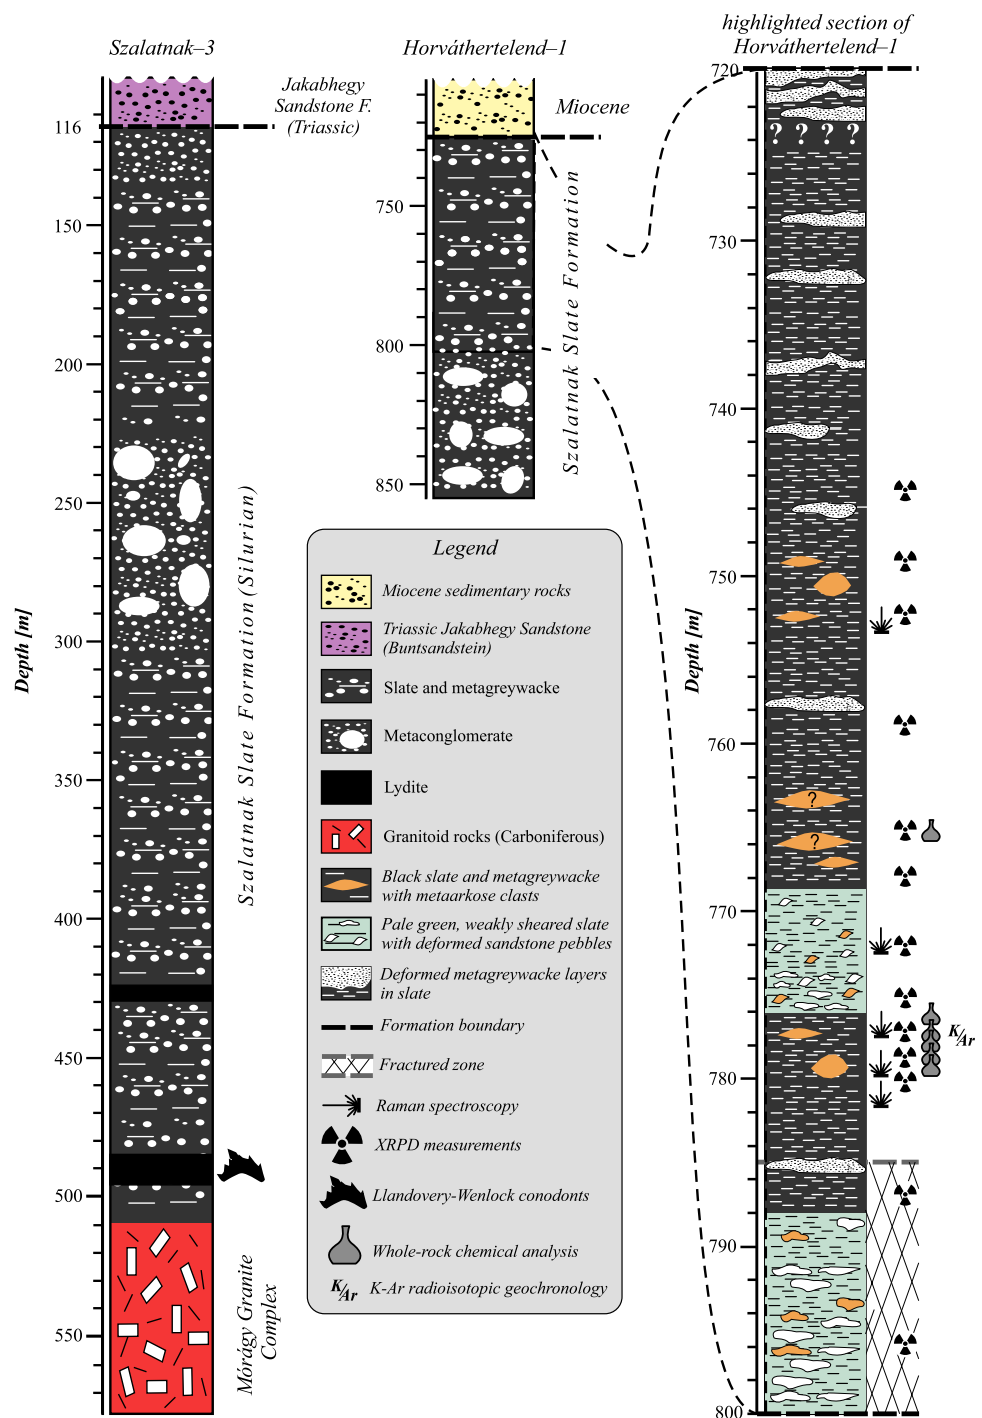 Szalatnak–3
Jakabhegy
Sandstone F.
(Triassic)
116
150
200
250
300
350
400
450
500
550
Depth [m]
Szalatnak Slate Formation (Silurian)
Mórágy Granite
Complex
Horváthertelend–1
Miocene
750
800
850
Szalatnak Slate Formation
Legend
Miocene sedimentary rocks
Triassic Jakabhegy Sandstone
(Buntsandstein)
Slate and metagreywacke
Metaconglomerate
Lydite
Granitoid rocks (Carboniferous)
Black slate and metagreywacke
with metaarkose clasts
Pale green, weakly sheared slate
with deformed sandstone pebbles
Deformed metagreywacke layers
in slate
Formation boundary
Fractured zone
Raman spectroscopy
XRPD measurements
Llandovery-Wenlock conodonts
Whole-rock chemical analysis
K/Ar K-Ar radioisotopic geochronology
highlighted section of
Horváthertelend–1
720
? ? ? ?
730
740
750
760
?
?
770
780
K/Ar
790
800
Depth [m]